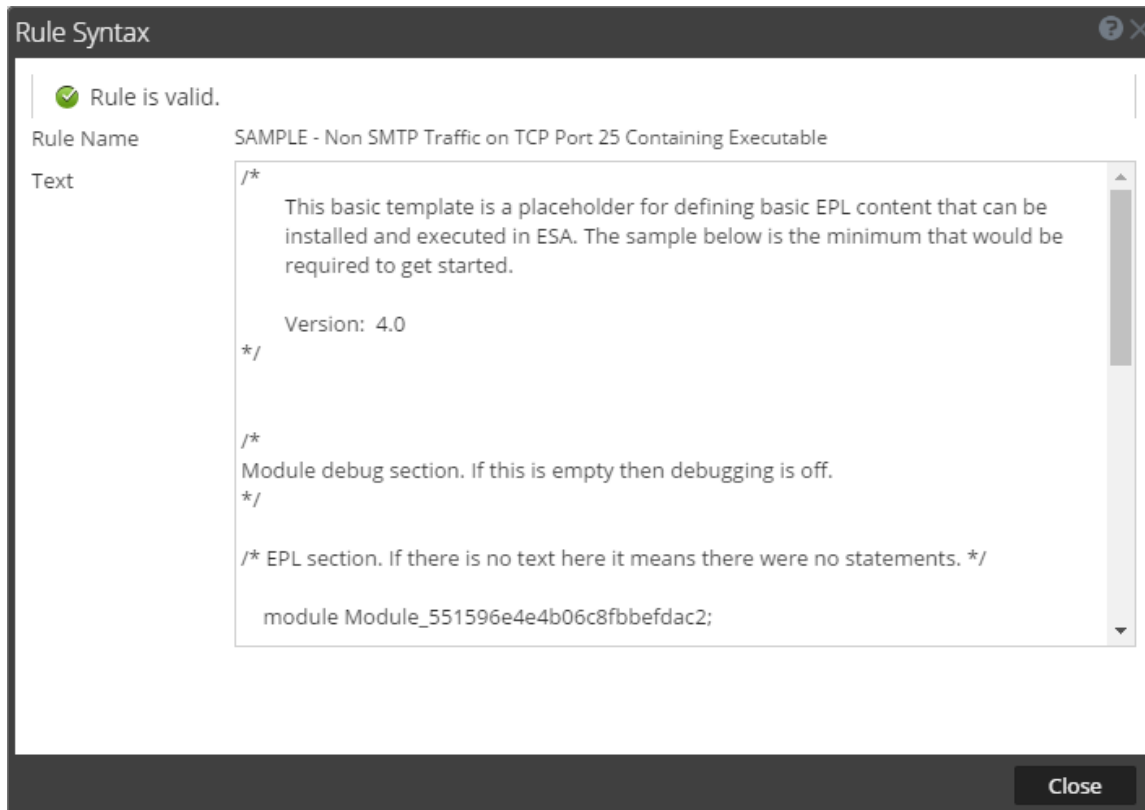 Rule Syntax
Rule is valid.
Rule Name SAMPLE - Non SMTP Traffic on TCP Port 25 Containing Executable
Text
/*
This basic template is a placeholder for defining basic EPL content that can be
installed and executed in ESA. The sample below is the minimum that would be
required to get started.
Version: 4.0
*/
/*
Module debug section. If this is empty then debugging is off.
*/
/* EPL section. If there is no text here it means there were no statements. */
module Module_551596e4e4b06c8fbbefdac2;
Close